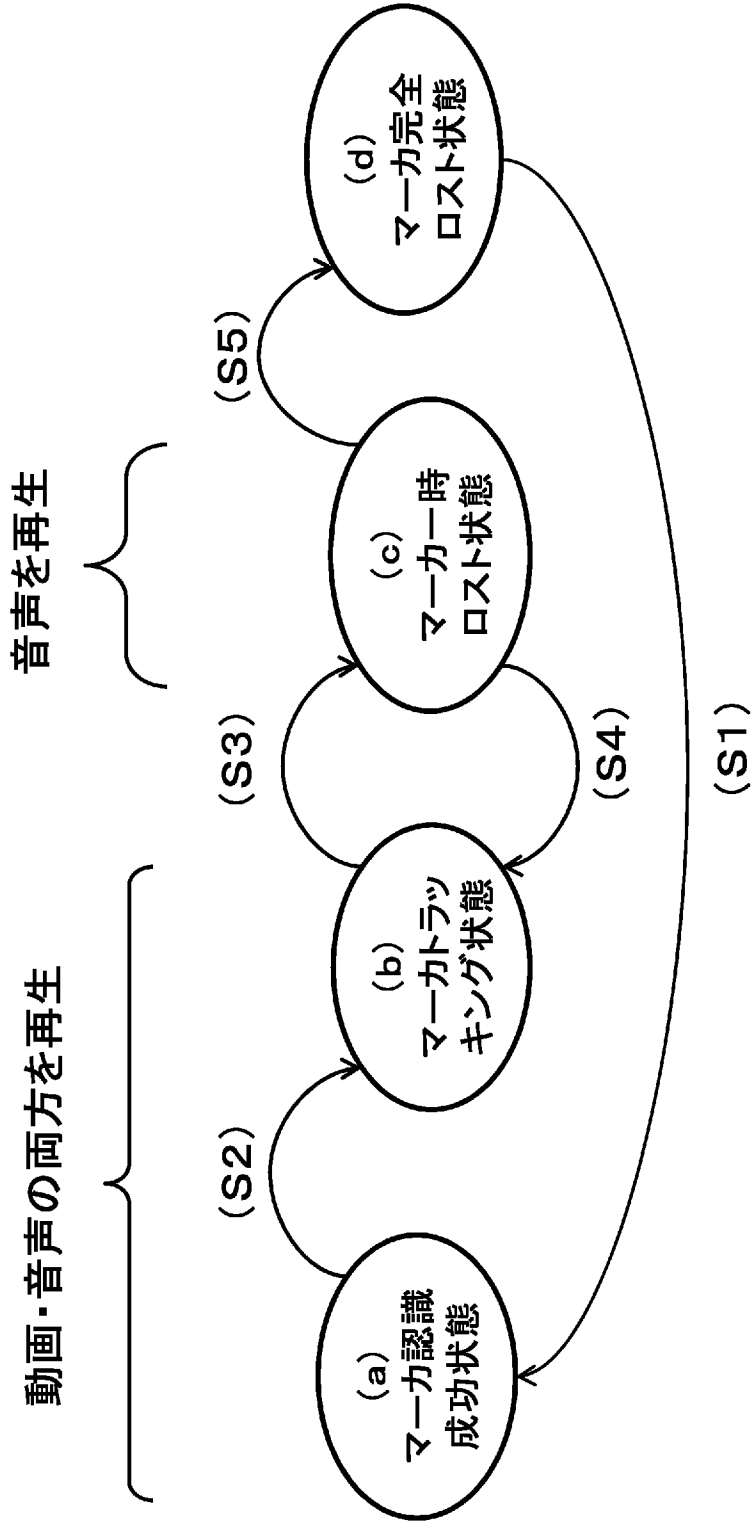 動画・音声の両方を再生
音声を再生
(S2)
(S3)
(S5)
(a)
マーカ認識
成功状態
(b)
マーカトラッ
キング状態
(c)
マーカ一時
ロスト状態
(d)
マーカ完全
ロスト状態
(S4)
(S1)